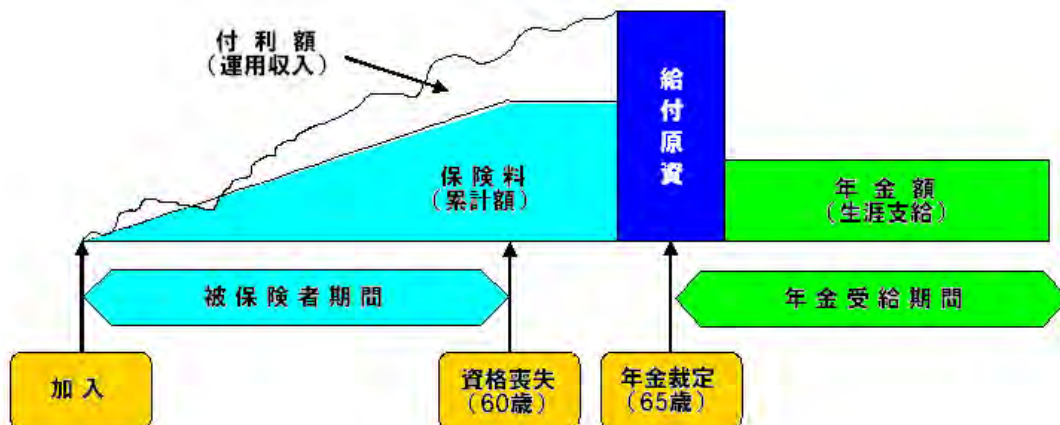 付利額
(運用収入)
給付原資
保険料
(累計額)
年金額
(生涯支給)
被保険者期間
年金受給期間
加入
資格喪失
(60歳)
年金裁定
(65歳)